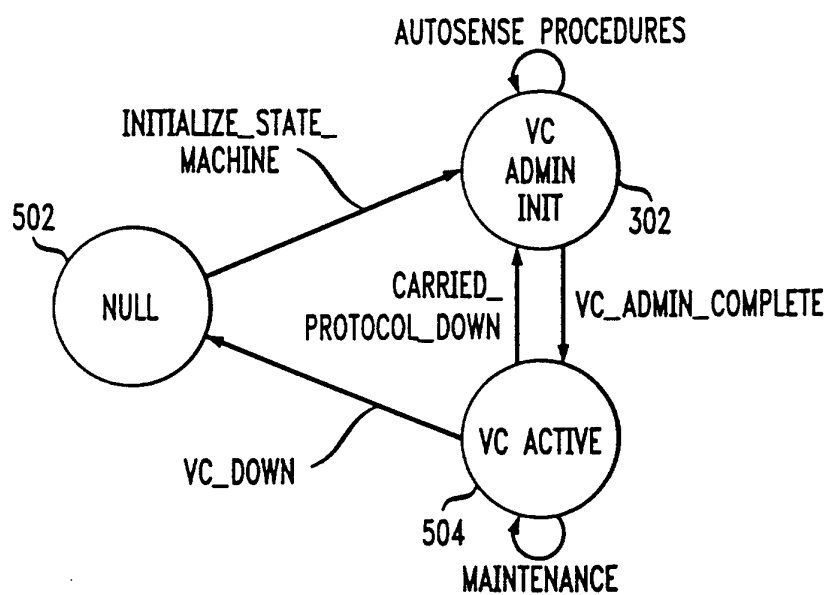 AUTOSENSE PROCEDURES
INITIALIZE_STATE_
MACHINE
VC
ADMIN
INIT
502
302
NULL
CARRIED_
PROTOCOL_DOWN
VC_ADMIN_COMPLETE
VC ACTIVE
VC_DOWN
504
MAINTENANCE